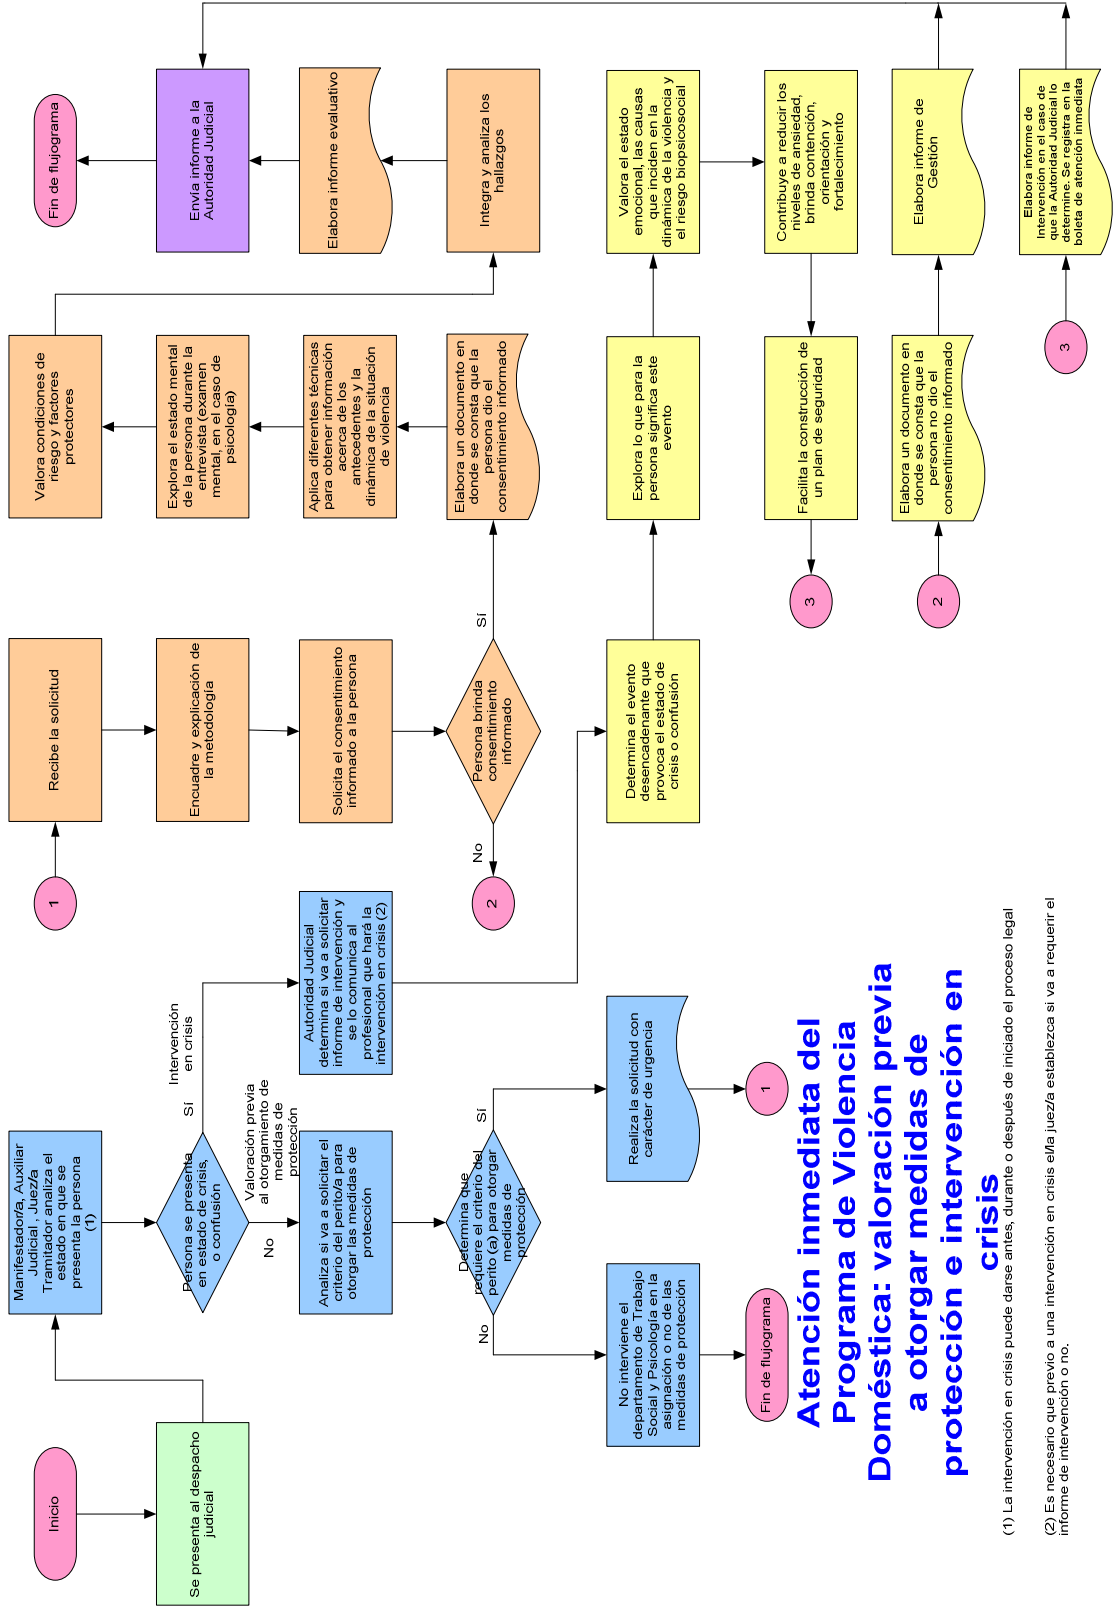 Inicio
Se presenta al despacho
judicial
Manifestador/a, Auxiliar
Judicial , Juez/a
Tramitador analiza el
estado en que se
presenta la persona
(1)
Persona se presenta
en estado de crisis,
o confusión
Sí
Intervención
en crisis
No
Valoración previa
al otorgamiento de
medidas de
protección
Autoridad Judicial
determina si va a solicitar
informe de intervención y
se lo comunica al
profesional que hará la
intervención en crisis (2)
Analiza si va a solicitar el
criterio del perito/a para
otorgar las medidas de
protección
Determina que
requiere el criterio del
perito (a) para otorgar
medidas de
protección
Sí
No
Realiza la solicitud con
carácter de urgencia
1
No interviene el
departamento de Trabajo
Social y Psicología en la
asignación o no de las
medidas de protección
Fin de flujograma
1
Recibe la solicitud
Encuadre y explicación de
la metodología
Solicita el consentimiento
informado a la persona
Persona brinda
consentimiento
informado
No
2
Sí
Elabora un documento en
donde se consta que la
persona dio el
consentimiento informado
Aplica diferentes técnicas
para obtener información
acerca de los
antecedentes y la
dinámica de la situación
de violencia
Explora el estado mental
de la persona durante la
entrevista (examen
mental, en el caso de
psicología)
Valora condiciones de
riesgo y factores
protectores
Integra y analiza los
hallazgos
Elabora informe evaluativo
Envía informe a la
Autoridad Judicial
Fin de flujograma
Determina el evento
desencadenante que
provoca el estado de
crisis o confusión
Explora lo que para la
persona significa este
evento
Valora el estado
emocional, las causas
que inciden en la
dinámica de la violencia y
el riesgo biopsicosocial
Contribuye a reducir los
niveles de ansiedad,
brinda contención,
orientación y
fortalecimiento
Facilita la construcción de
un plan de seguridad
3
2
Elabora un documento en
donde se consta que la
persona no dio el
consentimiento informado
Elabora informe de
Gestión
3
Elabora informe de
Intervención en el caso de
que la Autoridad Judicial lo
determine. Se registra en la
boleta de atención inmediata
Atención inmediata del
Programa de Violencia
Doméstica: valoración previa
a otorgar medidas de
protección e intervención en
crisis
(1) La intervención en crisis puede darse antes, durante o después de iniciado el proceso legal
(2) Es necesario que previo a una intervención en crisis el/la juez/a establezca si va a requerir el
informe de intervención o no.